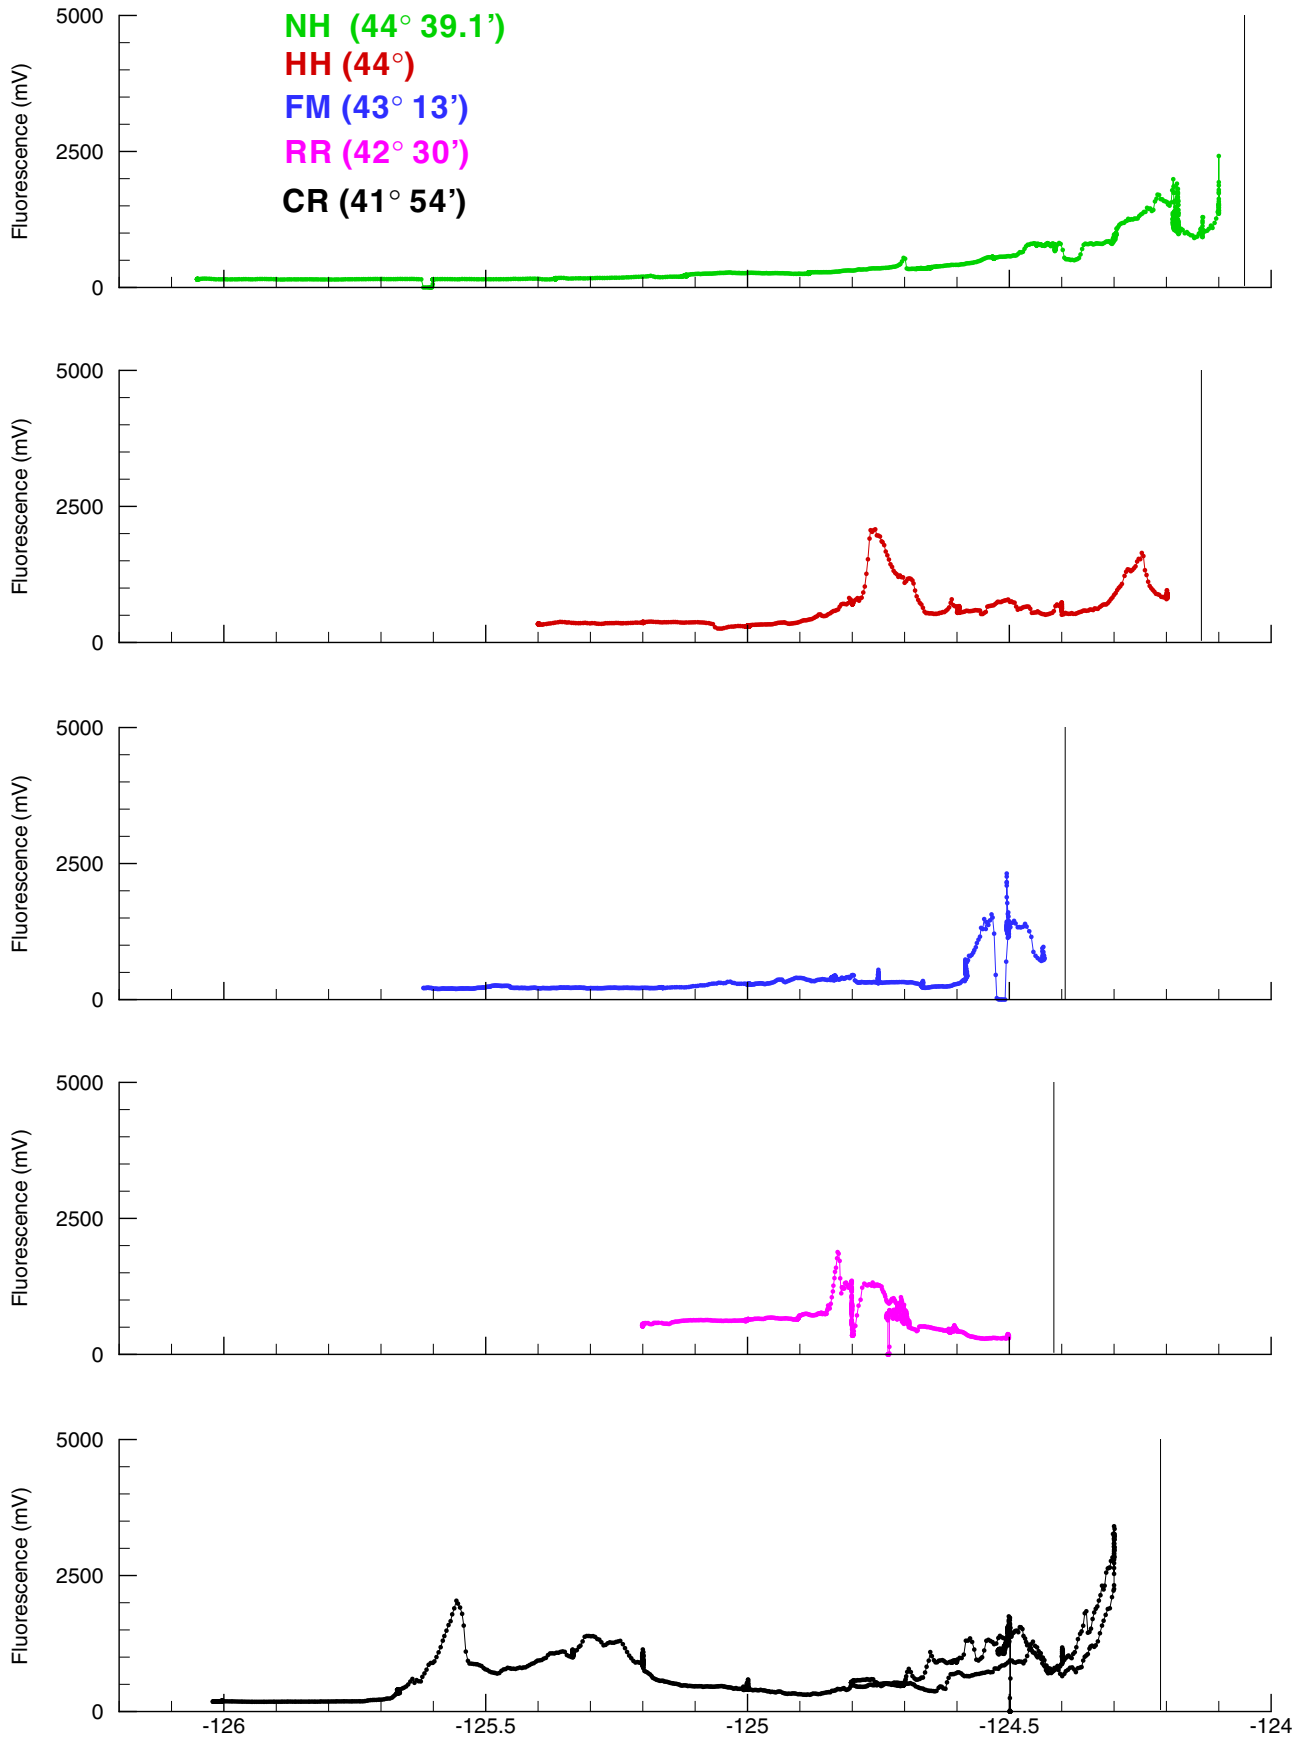 5000
2500
0
Fluorescence (mV)
NH (44° 39.1’)
HH (44°)
FM (43° 13’)
RR (42° 30’)
CR (41° 54’)
5000
2500
0
Fluorescence (mV)
5000
2500
0
Fluorescence (mV)
5000
2500
0
Fluorescence (mV)
5000
2500
0
Fluorescence (mV)
-126 -125.5 -125 -124.5 -124